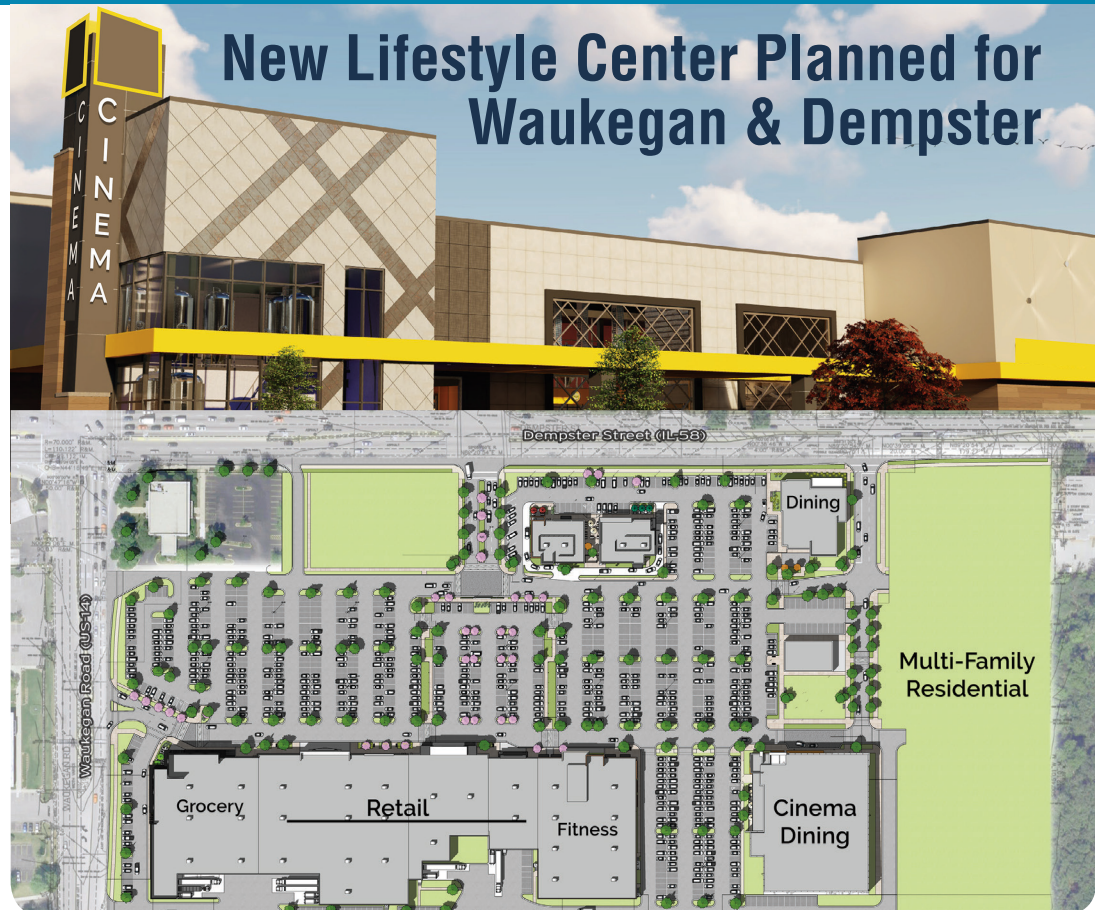 New Lifestyle Center Planned for
Waukegan & Dempster
CINEMA
CINEMA
Dempster Street (IL-58)
Dining
Waukegan Road (US-14)
Multi-Family
Residential
Grocery
Retail
Fitness
Cinema
Dining